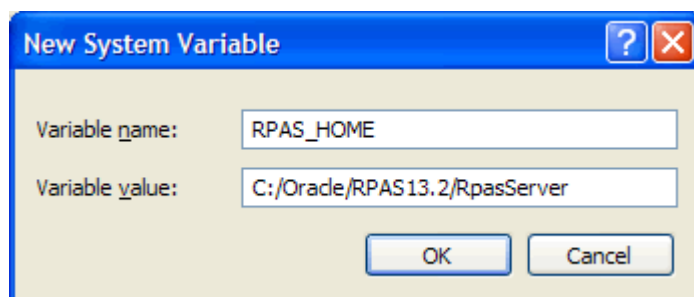 New System Variable
Variable name: RPAS_HOME
Variable value: C:/Oracle/RPAS13.2/RpasServer
OK Cancel